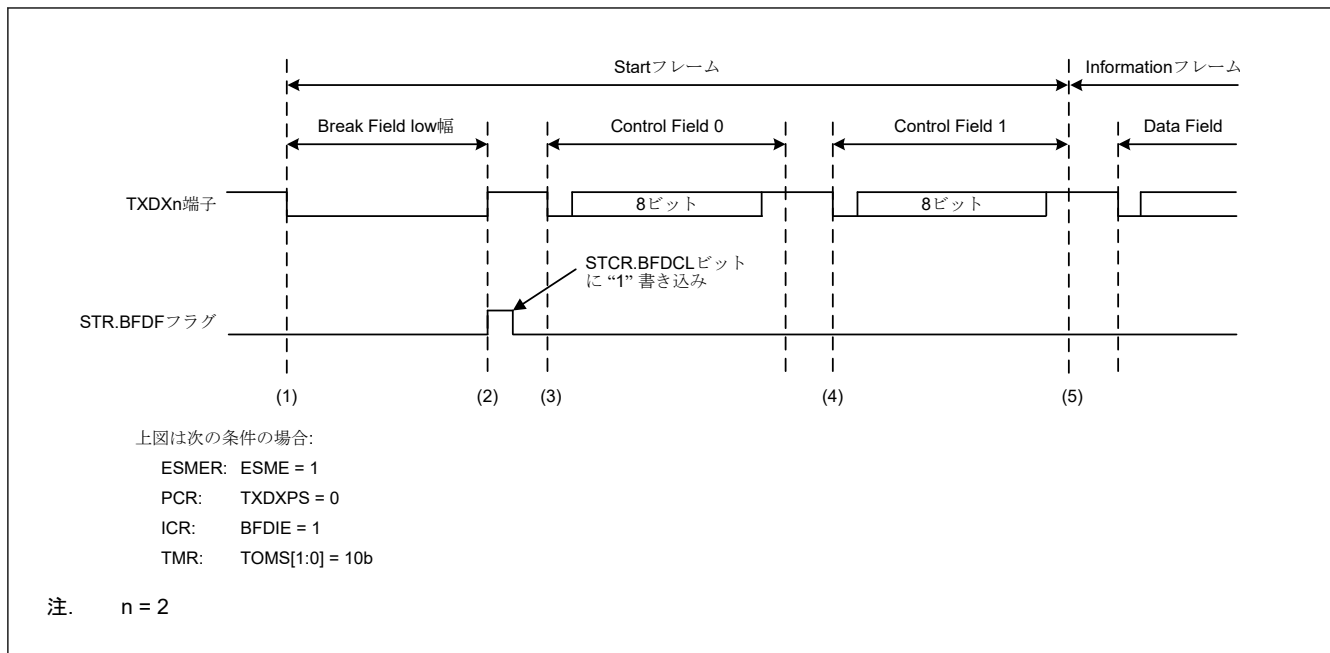 Startフレーム
Informationフレーム
Break Field low幅
Control Field 0
Control Field 1
Data Field
TXDXn端子
8ビット
8ビット
STCR.BFDCLビット
に “1” 書き込み
STR.BFDFフラグ
(1)
(2)
(3)
(4)
(5)
上図は次の条件の場合:
ESMER: ESME = 1
PCR: TXDXPS = 0
ICR: BFDIE = 1
TMR: TOMS[1:0] = 10b
注. n = 2